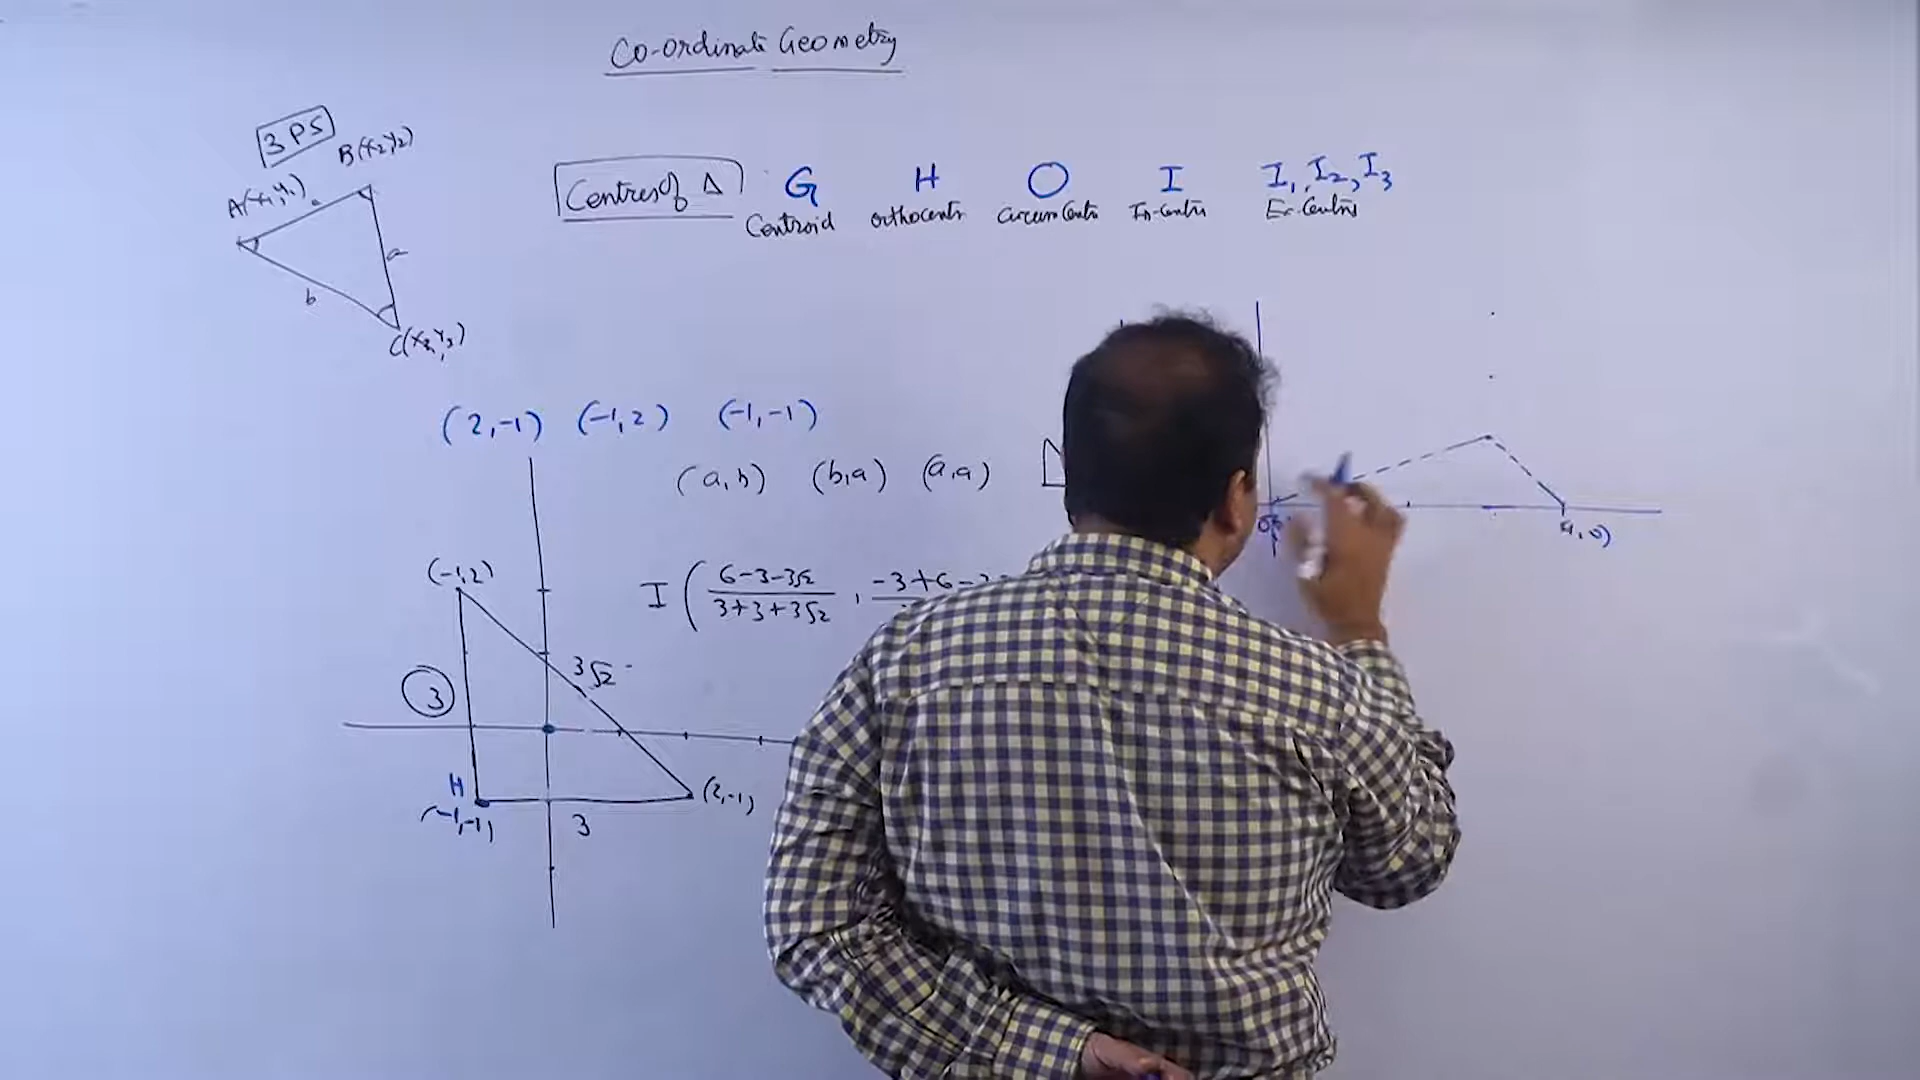 Co-ordinate Geometry
3 PS
B(x2,y2)
A(x1,y1)
a
b
C(x3,y3)
Centres of Δ G H O I I1, I2, I3
Centroid orthocentre circumcentre In-centre Ex-Centres
(2,-1) (-1,2) (-1,-1)
(a,b) (b,a) (a,a)
(-1,2)
I ( 6-3-3√2 / 3+3+3√2 , -3+6-3
3√2
3
H
(-1,-1)
(2,-1)
3
(4,0)